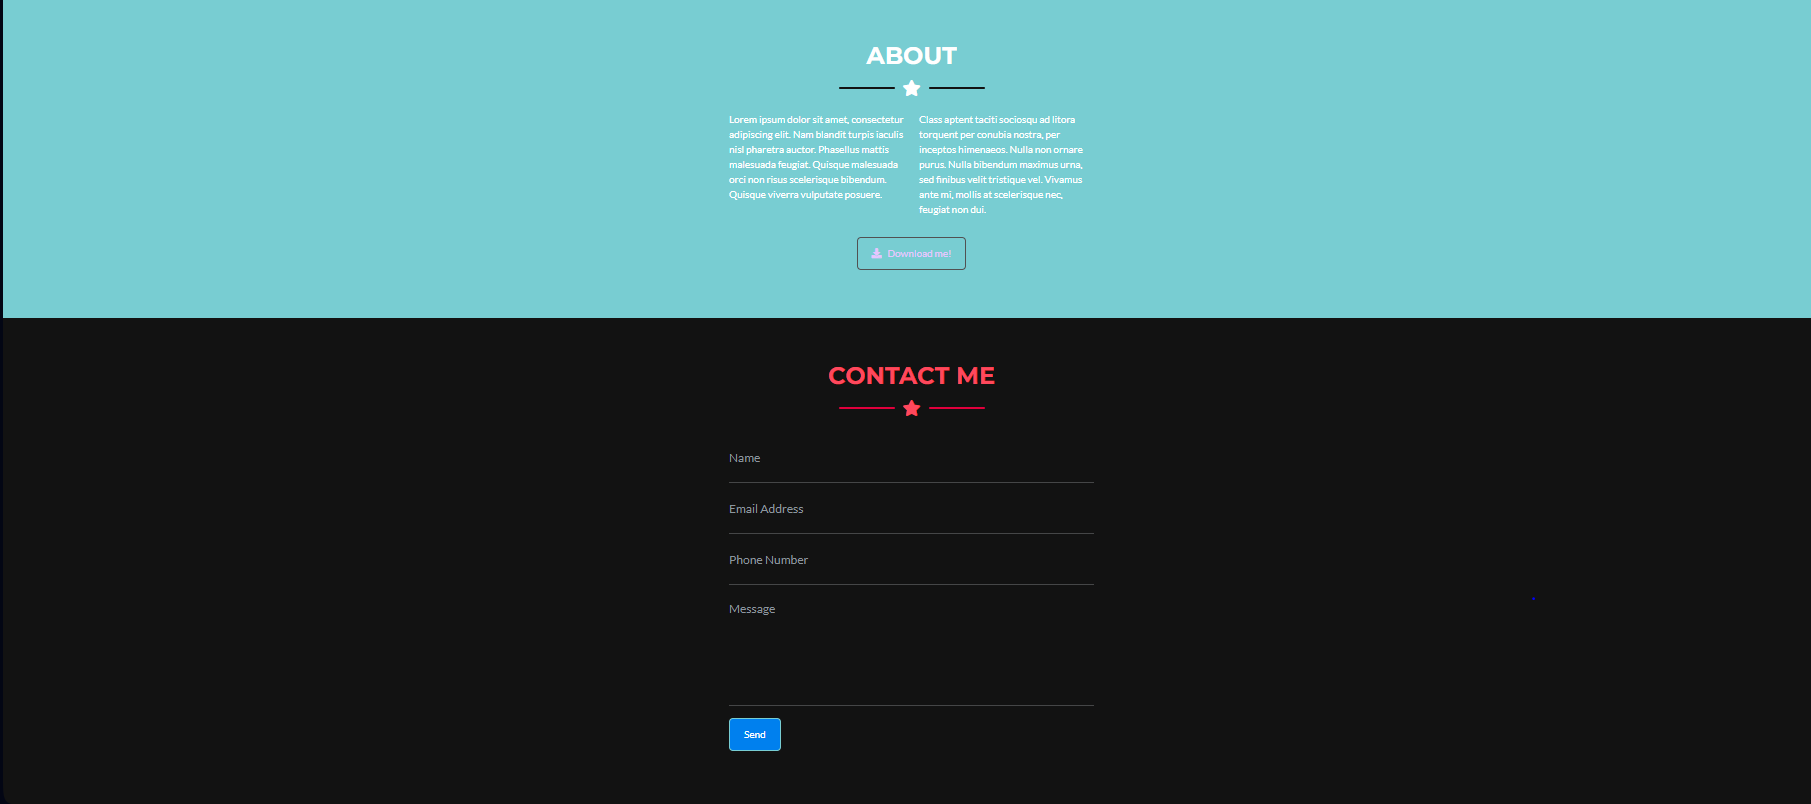 ABOUT
Lorem ipsum dolor sit amet, consectetur
adipiscing elit. Nam blandit turpis iaculis
nisl pharetra auctor. Phasellus mattis
malesuada feugiat. Quisque malesuada
orci non risus scelerisque bibendum.
Quisque viverra vulputate posuere.
Class aptent taciti sociosqu ad litora
torquent per conubia nostra, per
inceptos himenaeos. Nulla non ornare
purus. Nulla bibendum maximus urna,
sed finibus velit tristique vel. Vivamus
ante mi, mollis at scelerisque nec,
feugiat non dui.
Download me!
CONTACT ME
Name
Email Address
Phone Number
Message
Send